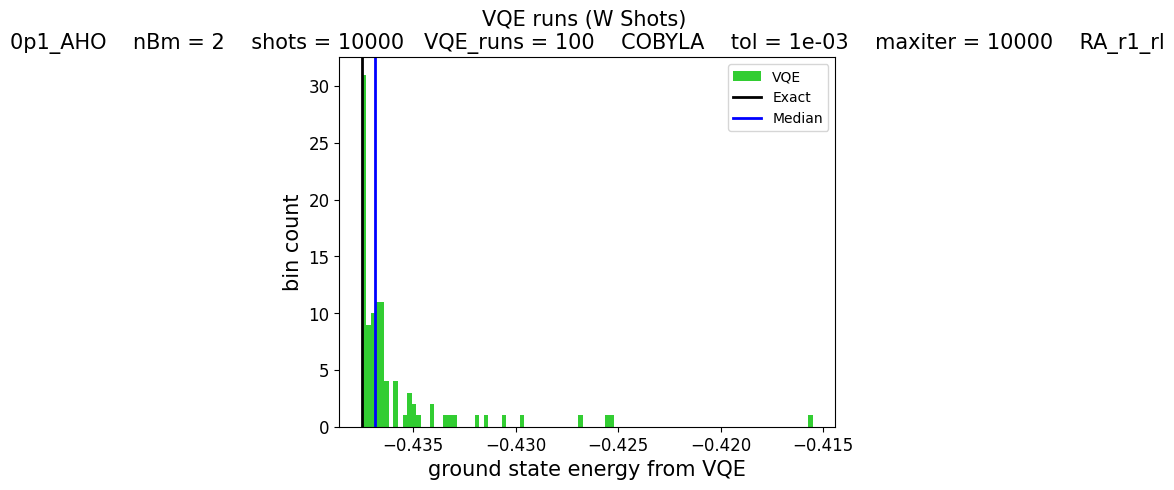 VQE runs (W Shots)
0p1_AHO nBm = 2 shots = 10000 VQE_runs = 100 COBYLA tol = 1e-03 maxiter = 10000 RA_r1_rl
VQE
Exact
Median
bin count
30
25
20
15
10
5
0
−0.435 −0.430 −0.425 −0.420 −0.415
ground state energy from VQE